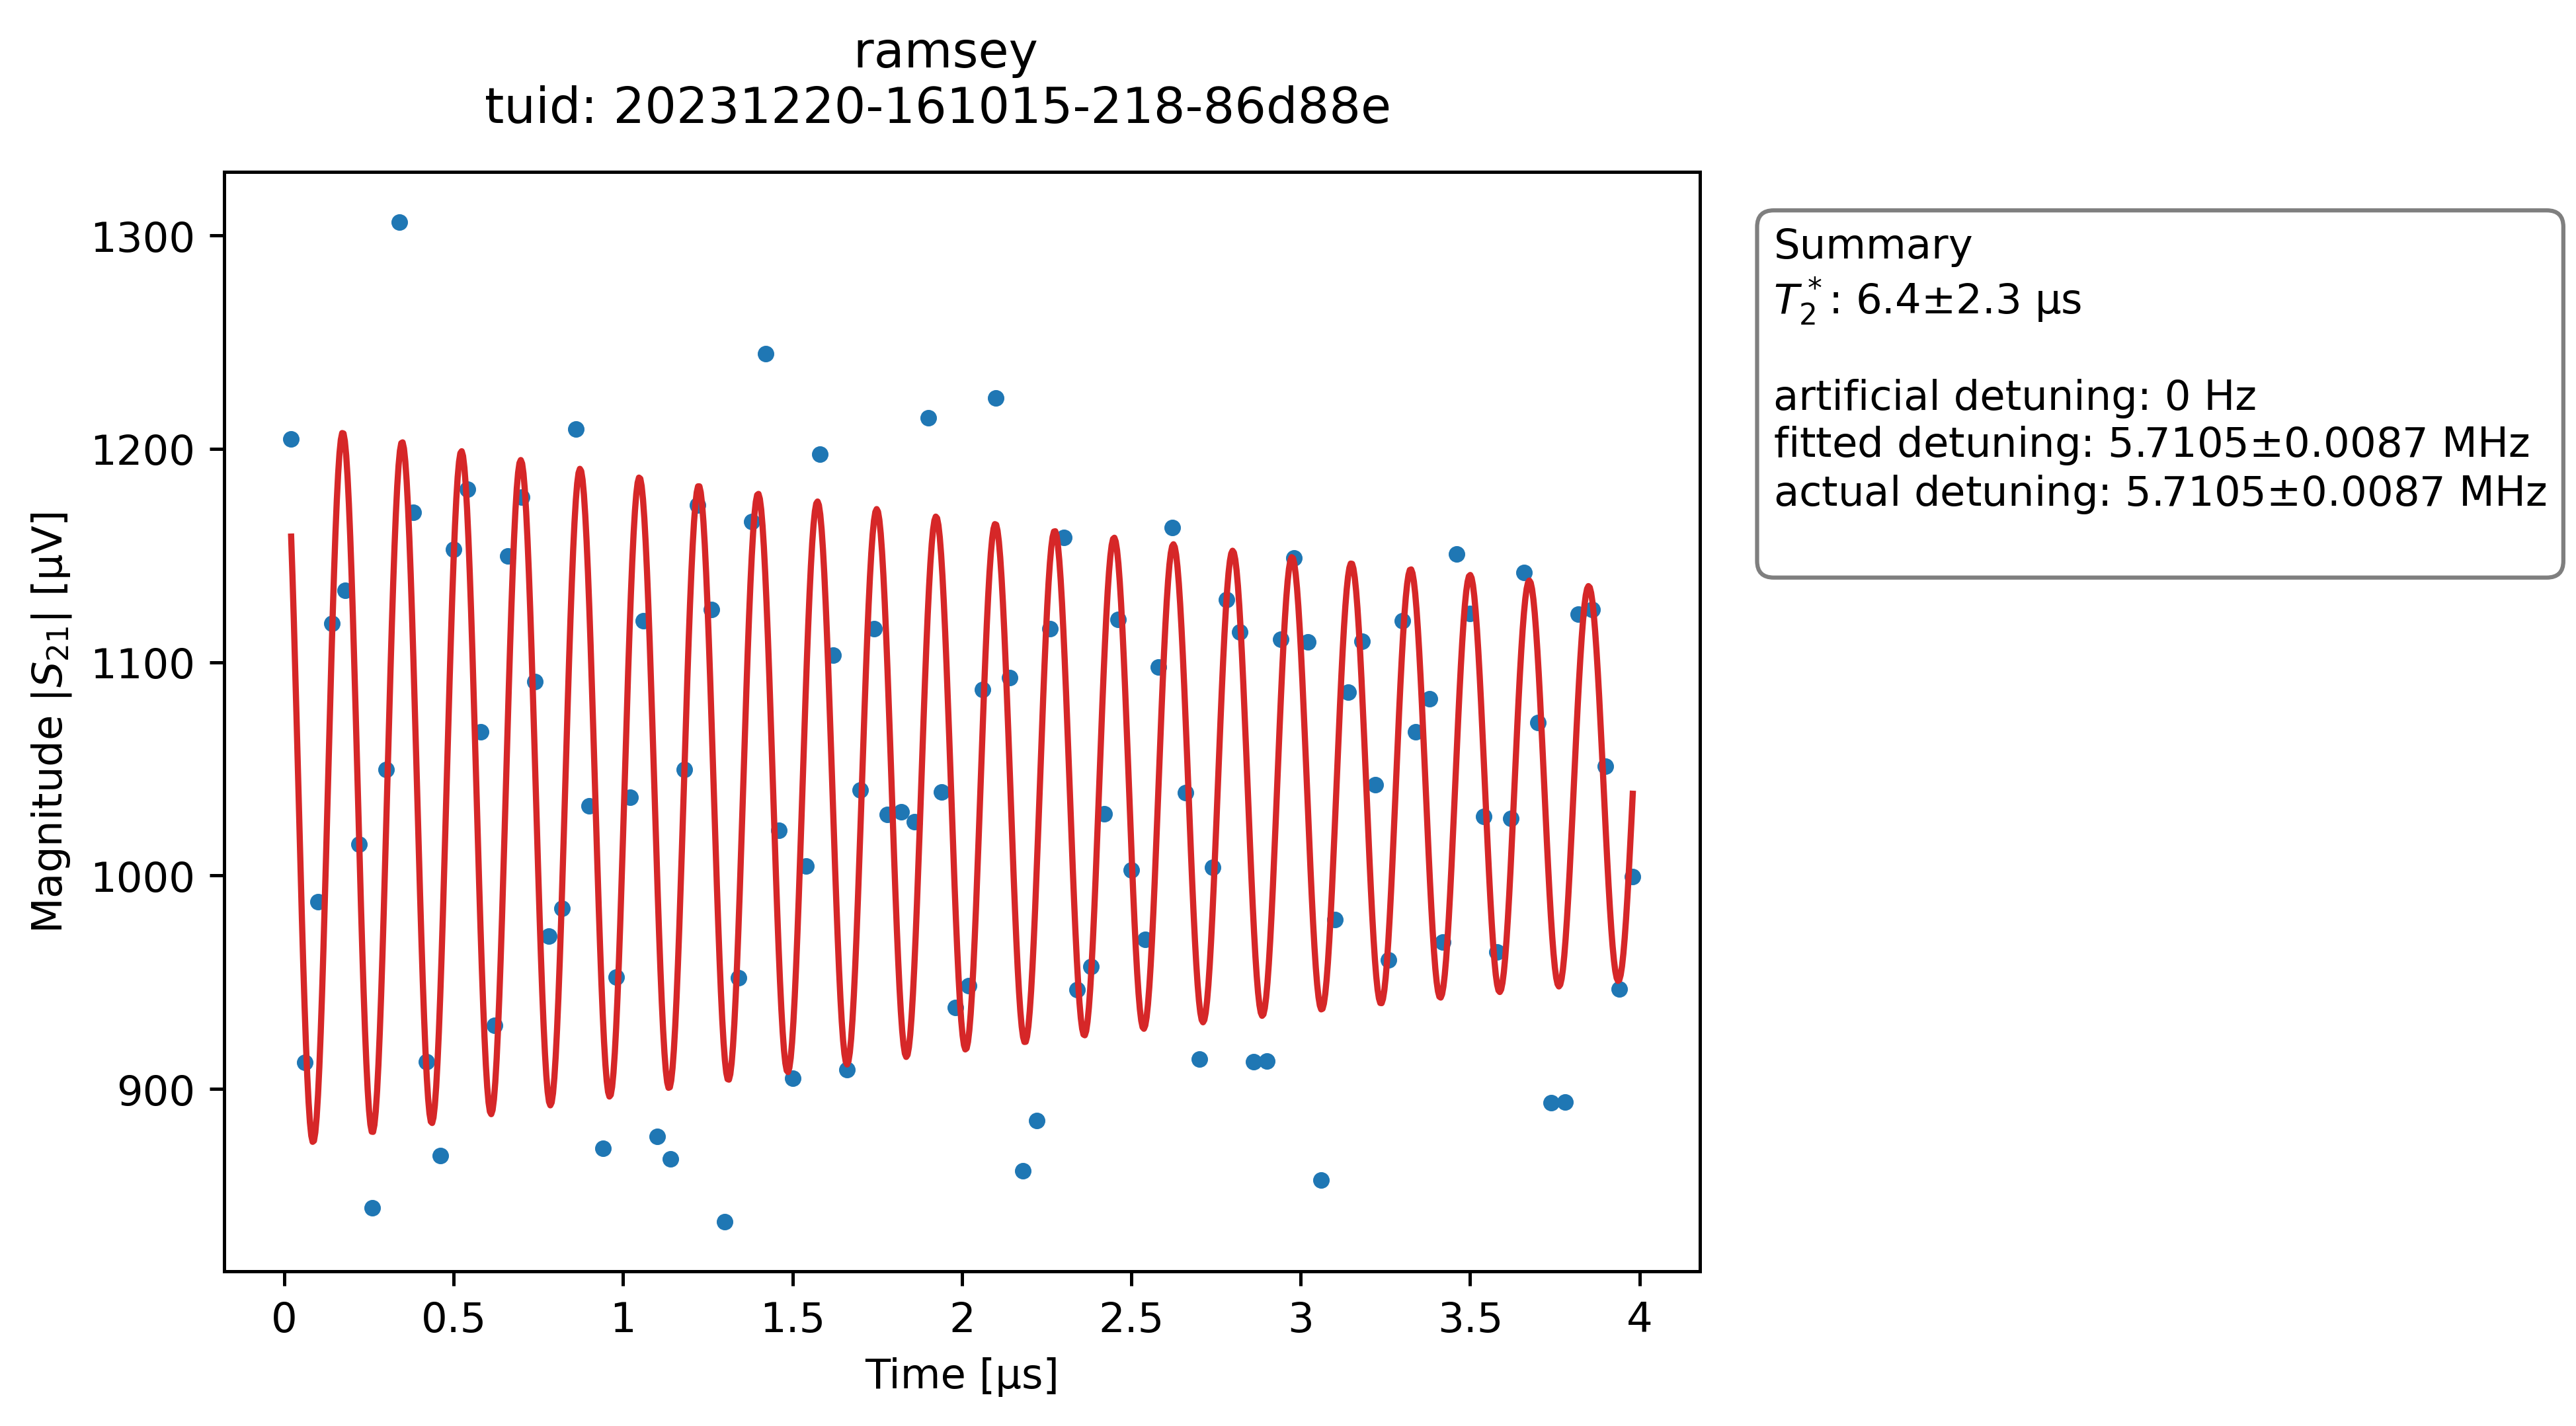 ramsey
tuid: 20231220-161015-218-86d88e
Magnitude |S₂₁| [µV]
1300
1200
1100
1000
900
0 0.5 1 1.5 2 2.5 3 3.5 4
Time [µs]
Summary
T₂*: 6.4±2.3 µs
artificial detuning: 0 Hz
fitted detuning: 5.7105±0.0087 MHz
actual detuning: 5.7105±0.0087 MHz